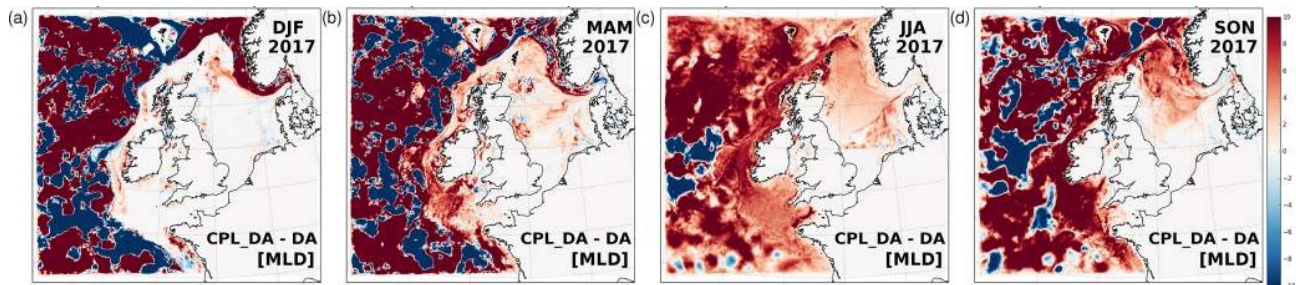 (a)
DJF
2017
CPL_DA - DA
[MLD]
(b)
MAM
2017
CPL_DA - DA
[MLD]
(c)
JJA
2017
CPL_DA - DA
[MLD]
(d)
SON
2017
CPL_DA - DA
[MLD]
10
8
6
4
2
0
-2
-4
-6
-8
-10